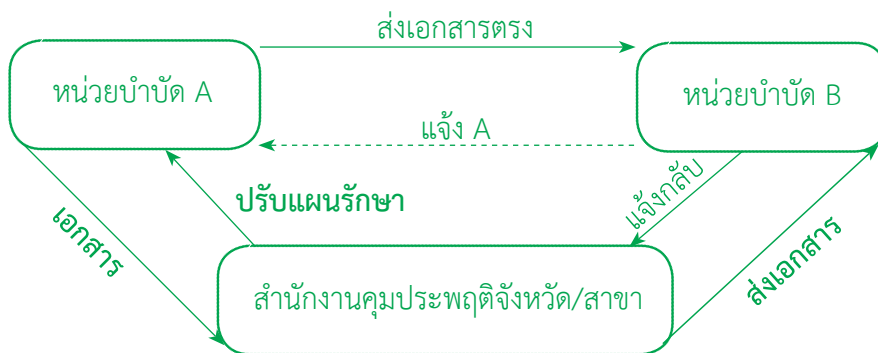 ส่งเอกสารตรง
หน่วยบำบัด A
หน่วยบำบัด B
แจ้ง A
ปรับแผนรักษา
แจ้งกลับ
เอกสาร
ส่งเอกสาร
สำนักงานคุมประพฤติจังหวัด/สาขา